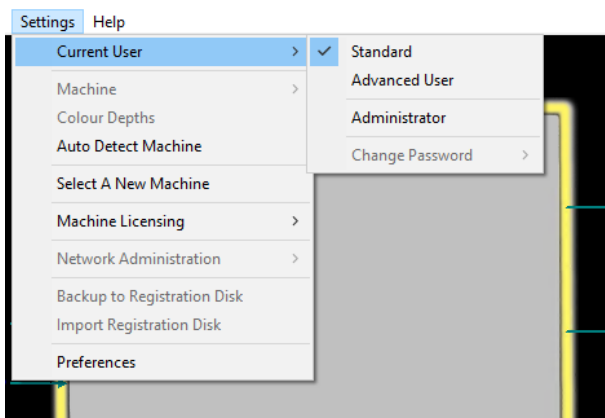 Settings Help
Current User
Machine
Colour Depths
Auto Detect Machine
Select A New Machine
Machine Licensing
Network Administration
Backup to Registration Disk
Import Registration Disk
Preferences
Standard
Advanced User
Administrator
Change Password